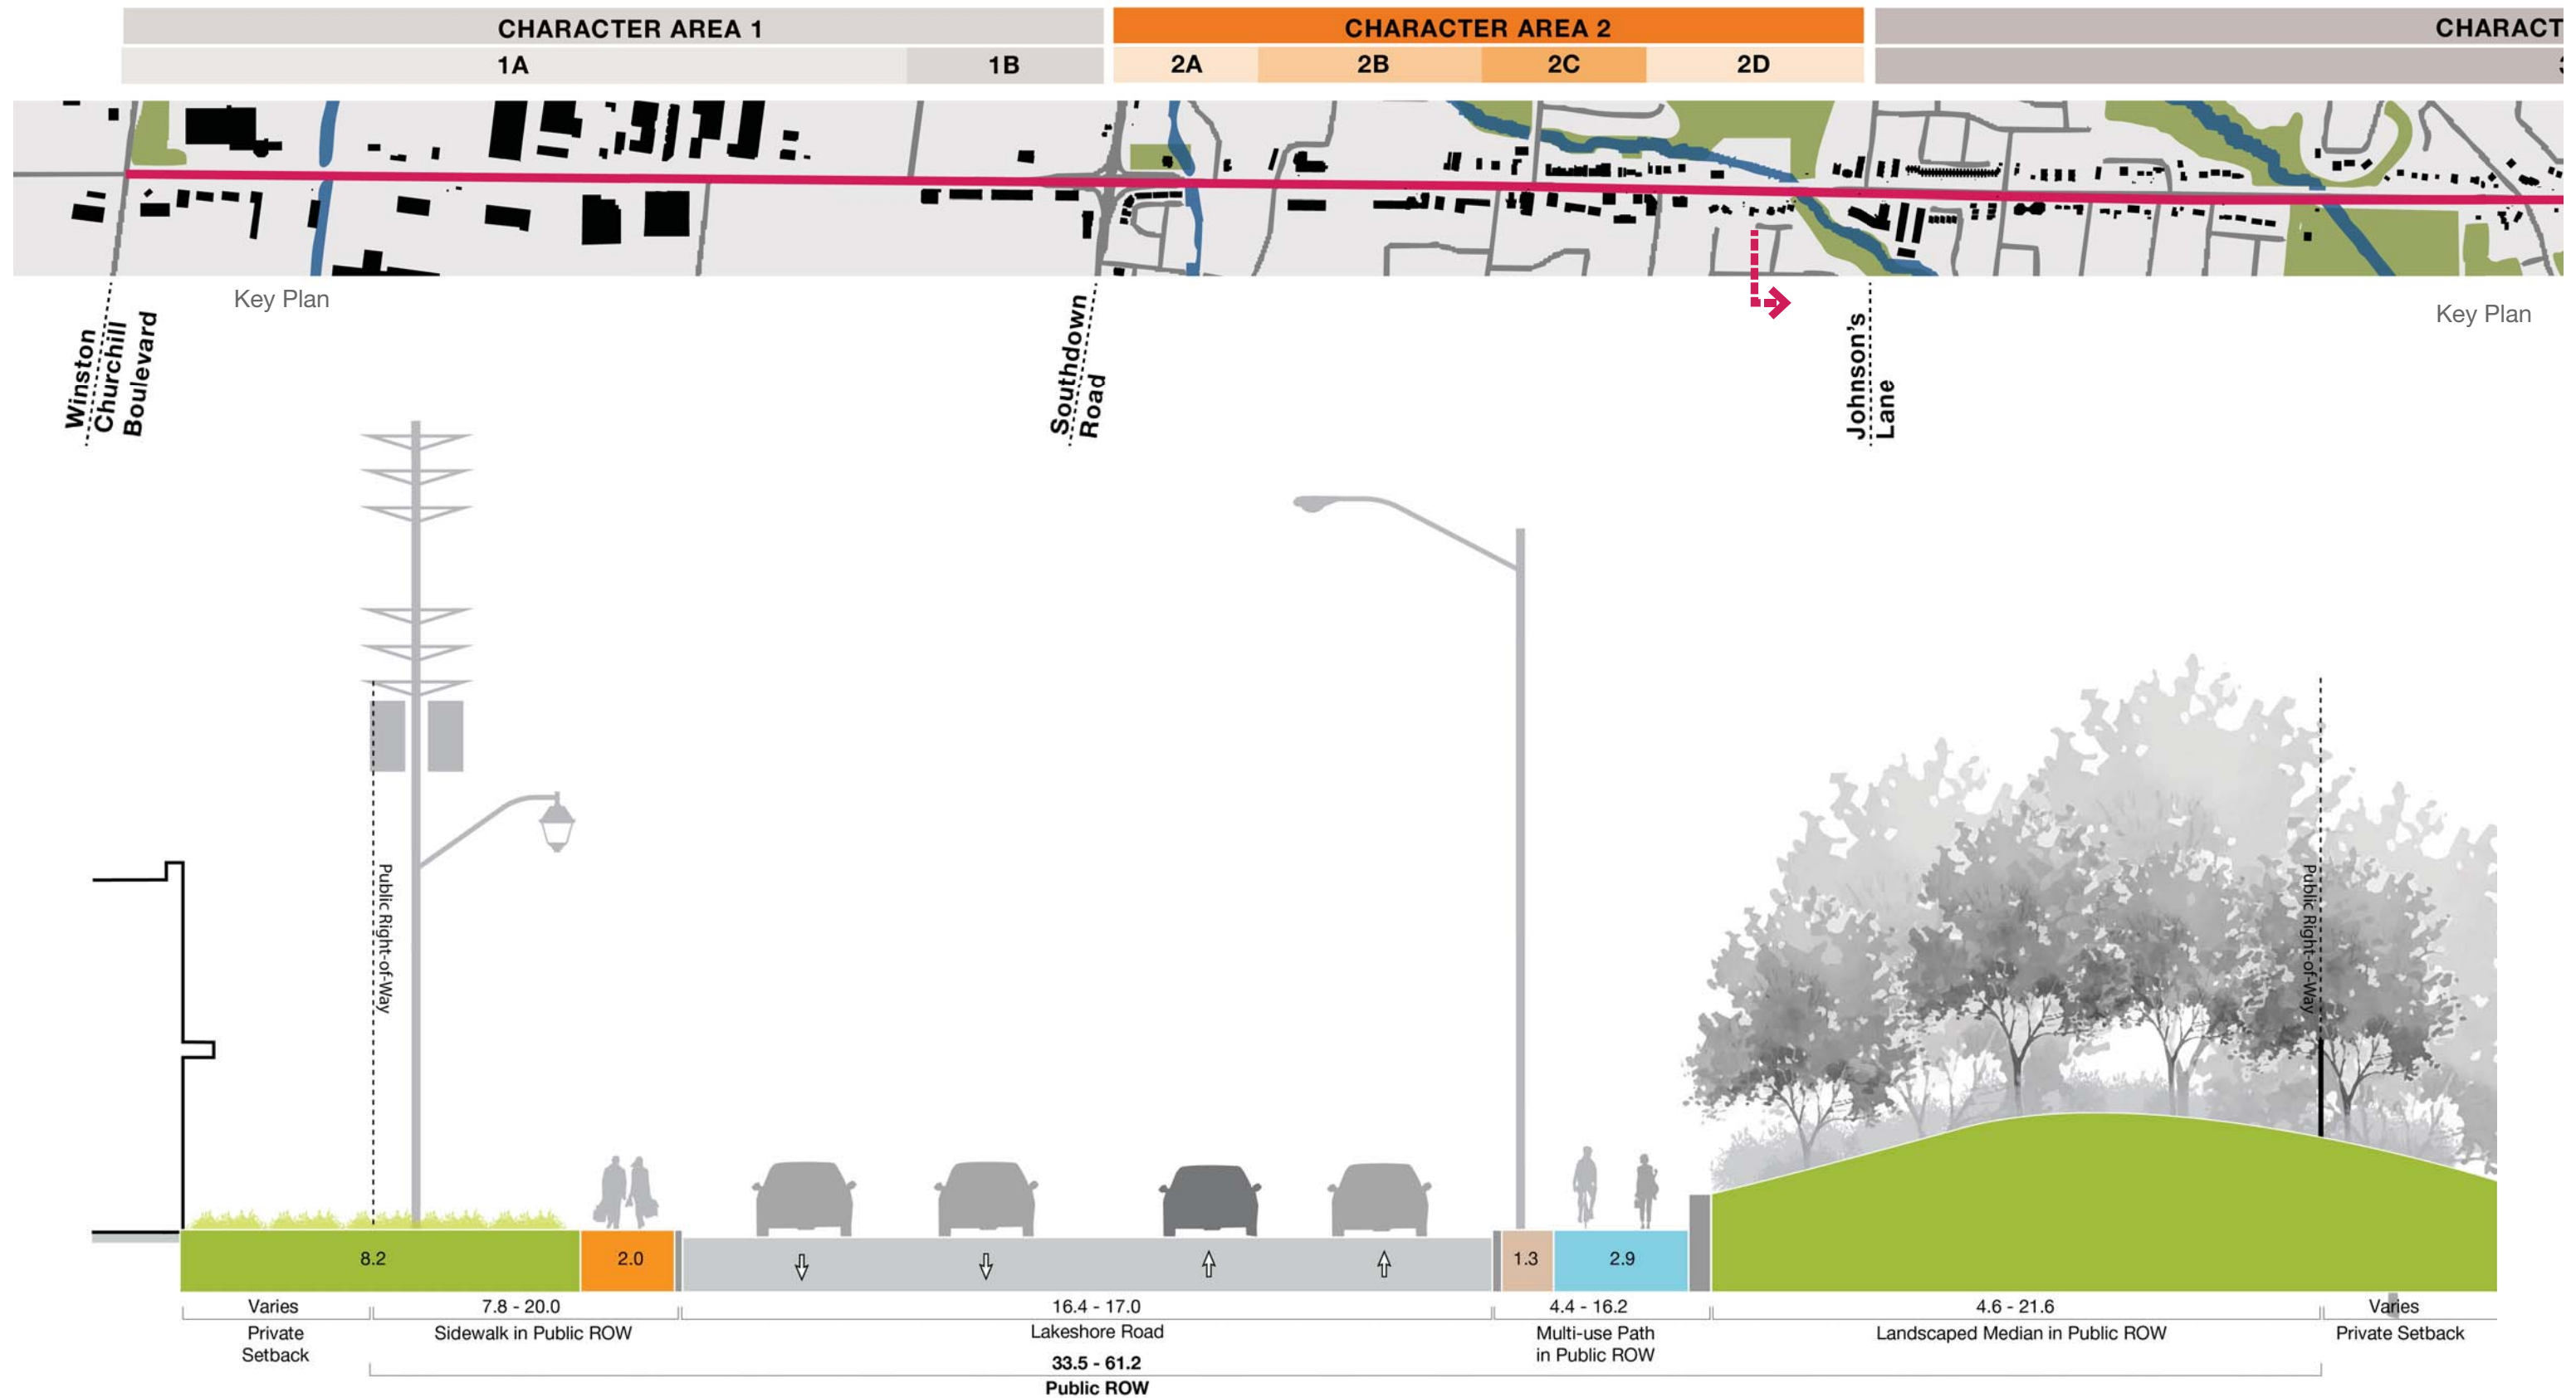 CHARACTER AREA 1
CHARACTER AREA 2
CHARACT
1A
1B
2A
2B
2C
2D
Key Plan
Key Plan
Winston
Churchill
Boulevard
Southdown
Road
Johnson's
Lane
Public Right-of-Way
Public Right-of-Way
8.2
2.0
1.3
2.9
Varies
7.8 - 20.0
16.4 - 17.0
4.4 - 16.2
4.6 - 21.6
Varies
Private
Setback
Sidewalk in Public ROW
Lakeshore Road
Multi-use Path
in Public ROW
Landscaped Median in Public ROW
Private Setback
33.5 - 61.2
Public ROW